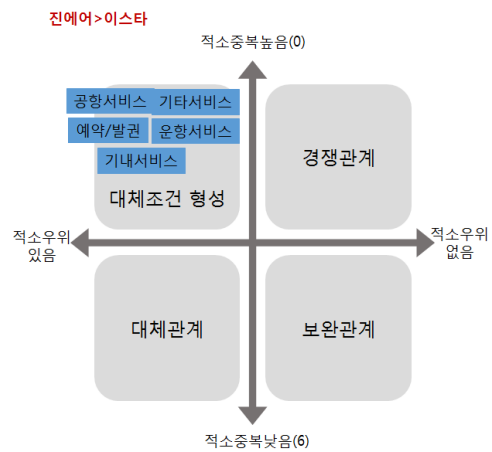 진에어>이스타
적소중복높음(0)
공항서비스 기타서비스
예약/발권 운항서비스
기내서비스
대체조건 형성
경쟁관계
적소우위
있음
적소우위
없음
대체관계
보완관계
적소중복낮음(6)